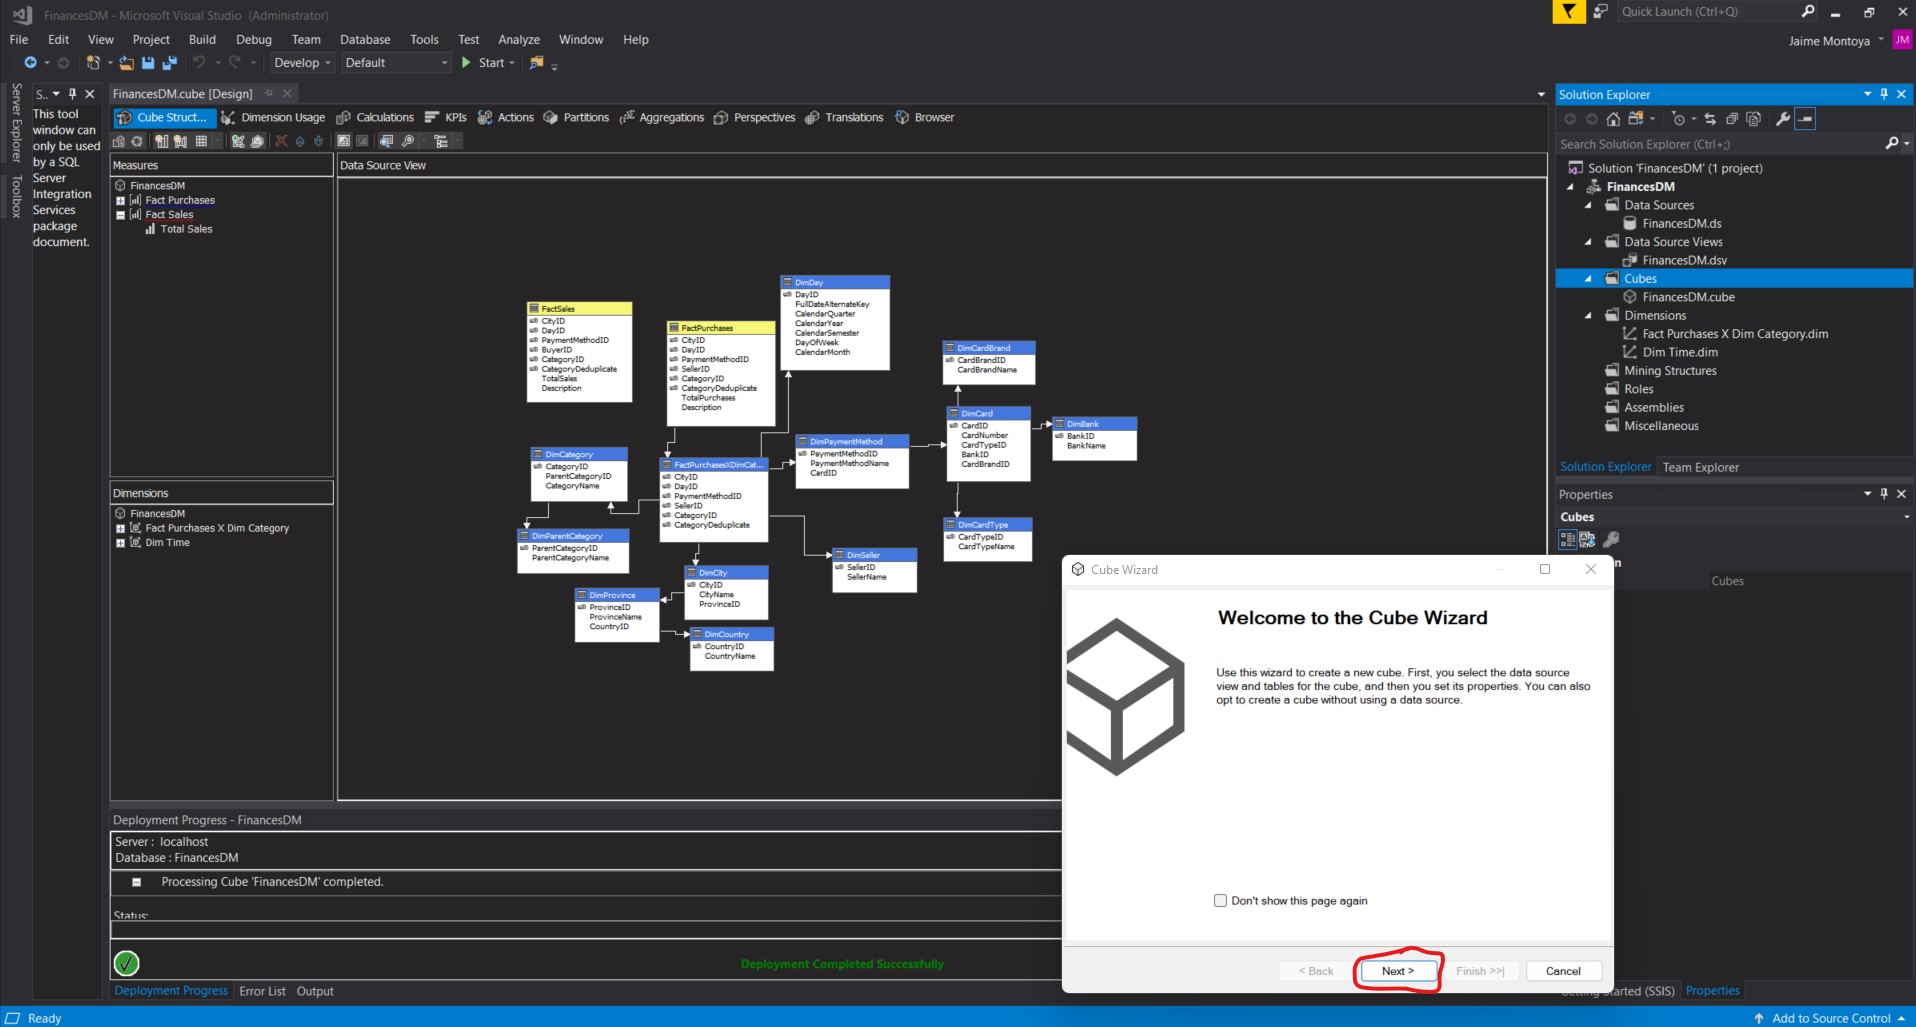 FinancesDM - Microsoft Visual Studio (Administrator)
Quick Launch (Ctrl+Q)
File Edit View Project Build Debug Team Database Tools Test Analyze Window Help
Jaime Montoya JM
Develop Default Start
Server Explorer
Toolbox
S..
This tool
window can
only be used
by a SQL
Server
Integration
Services
package
document.
FinancesDM.cube [Design]
Cube Struct... Dimension Usage Calculations KPIs Actions Partitions Aggregations Perspectives Translations Browser
Measures
FinancesDM
Fact Purchases
Fact Sales
Total Sales
Dimensions
FinancesDM
Fact Purchases X Dim Category
Dim Time
Data Source View
FactSales
CityID
DayID
PaymentMethodID
BuyerID
CategoryID
CategoryDeduplicate
TotalSales
Description
FactPurchases
CityID
DayID
PaymentMethodID
SellerID
CategoryID
CategoryDeduplicate
TotalPurchases
Description
DimDay
DayID
FullDateAlternateKey
CalendarQuarter
CalendarYear
CalendarSemester
DayOfWeek
CalendarMonth
DimCardBrand
CardBrandID
CardBrandName
DimCard
CardID
CardNumber
CardTypeID
BankID
CardBrandID
DimBank
BankID
BankName
DimPaymentMethod
PaymentMethodID
PaymentMethodName
CardID
DimCategory
CategoryID
ParentCategoryID
CategoryName
FactPurchasesXDimCat...
CityID
DayID
PaymentMethodID
SellerID
CategoryID
CategoryDeduplicate
DimParentCategory
ParentCategoryID
ParentCategoryName
DimCardType
CardTypeID
CardTypeName
DimSeller
SellerID
SellerName
DimCity
CityID
CityName
ProvinceID
DimProvince
ProvinceID
ProvinceName
CountryID
DimCountry
CountryID
CountryName
Deployment Progress - FinancesDM
Server : localhost
Database : FinancesDM
Processing Cube 'FinancesDM' completed.
Status:
Deployment Completed Successfully
Deployment Progress Error List Output
Solution Explorer
Search Solution Explorer (Ctrl+;)
Solution 'FinancesDM' (1 project)
FinancesDM
Data Sources
FinancesDM.ds
Data Source Views
FinancesDM.dsv
Cubes
FinancesDM.cube
Dimensions
Fact Purchases X Dim Category.dim
Dim Time.dim
Mining Structures
Roles
Assemblies
Miscellaneous
Solution Explorer Team Explorer
Properties
Cubes
n
Cubes
Cube Wizard
Welcome to the Cube Wizard
Use this wizard to create a new cube. First, you select the data source
view and tables for the cube, and then you set its properties. You can also
opt to create a cube without using a data source.
Don't show this page again
< Back Next > Finish >>| Cancel
Getting Started (SSIS) Properties
Ready
Add to Source Control